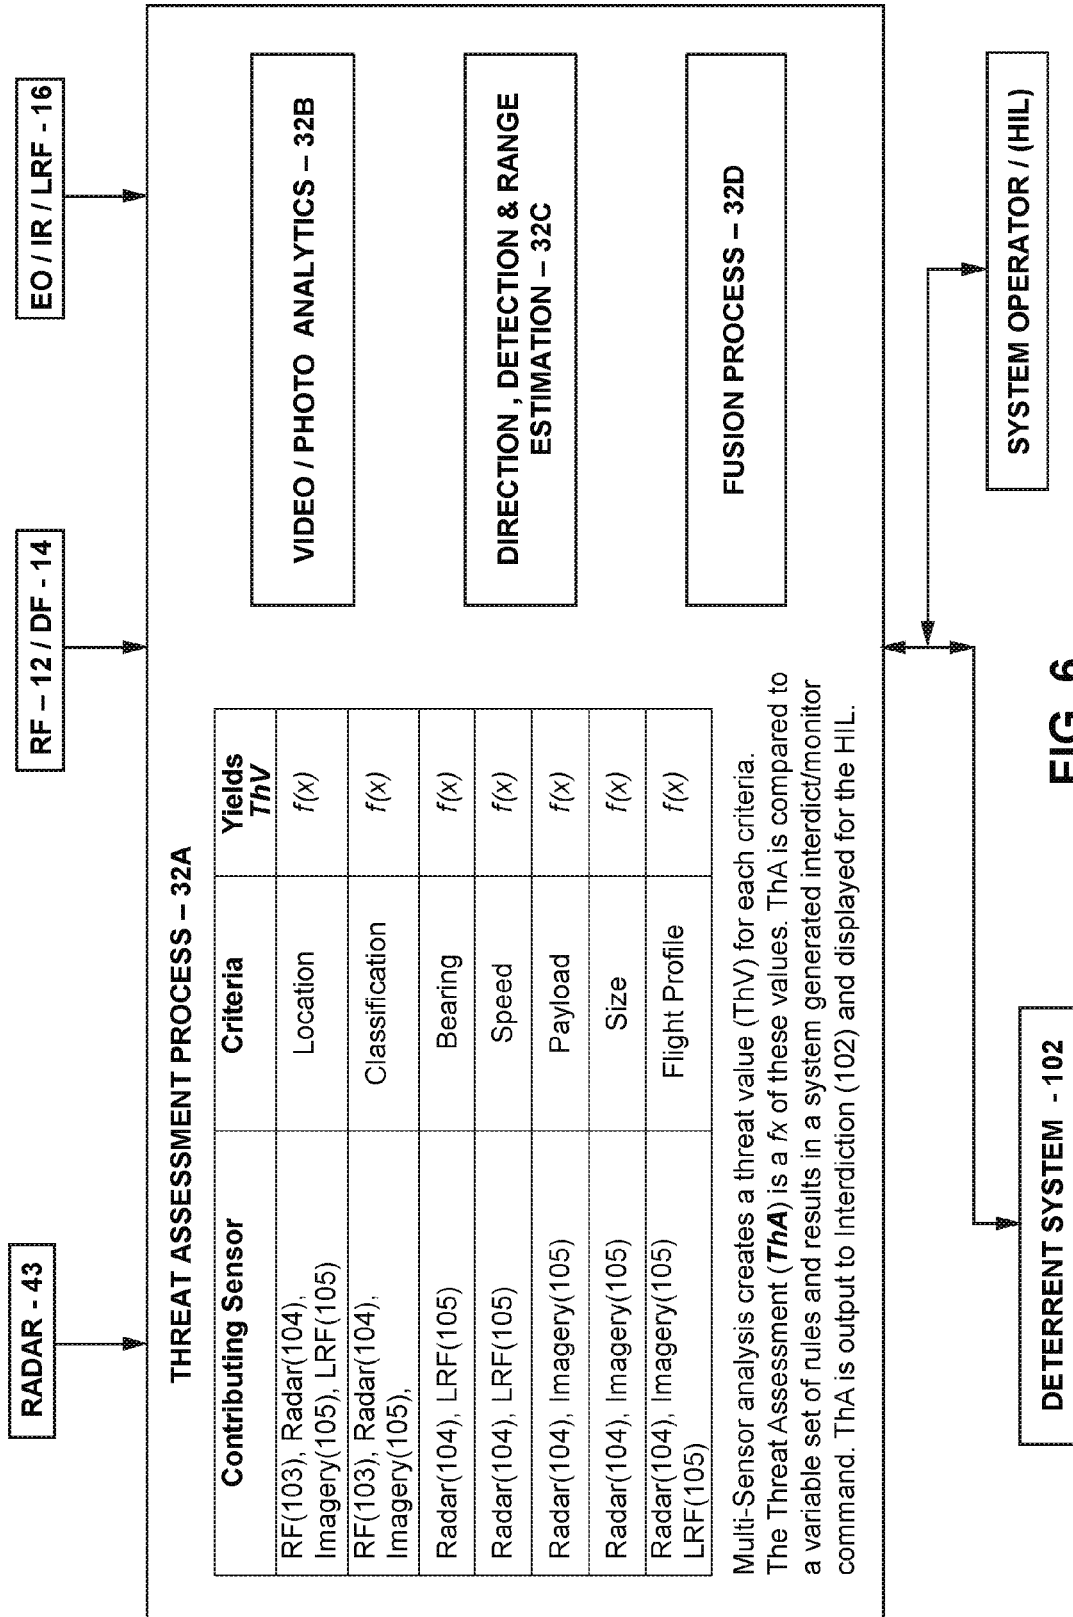 RADAR - 43
RF – 12 / DF - 14
EO / IR / LRF - 16
THREAT ASSESSMENT PROCESS – 32A
Contributing Sensor
Criteria
Yields
ThV
RF(103), Radar(104),
Imagery(105), LRF(105)
Location
f(x)
RF(103), Radar(104),
Imagery(105),
Classification
f(x)
Radar(104), LRF(105)
Bearing
f(x)
Radar(104), LRF(105)
Speed
f(x)
Radar(104), Imagery(105)
Payload
f(x)
Radar(104), Imagery(105)
Size
f(x)
Radar(104), Imagery(105)
LRF(105)
Flight Profile
f(x)
Multi-Sensor analysis creates a threat value (ThV) for each criteria.
The Threat Assessment (ThA) is a fx of these values. ThA is compared to
a variable set of rules and results in a system generated interdict/monitor
command. ThA is output to Interdiction (102) and displayed for the HIL.
VIDEO / PHOTO ANALYTICS – 32B
DIRECTION , DETECTION & RANGE
ESTIMATION – 32C
FUSION PROCESS – 32D
DETERRENT SYSTEM - 102
SYSTEM OPERATOR / (HIL)
FIG. 6